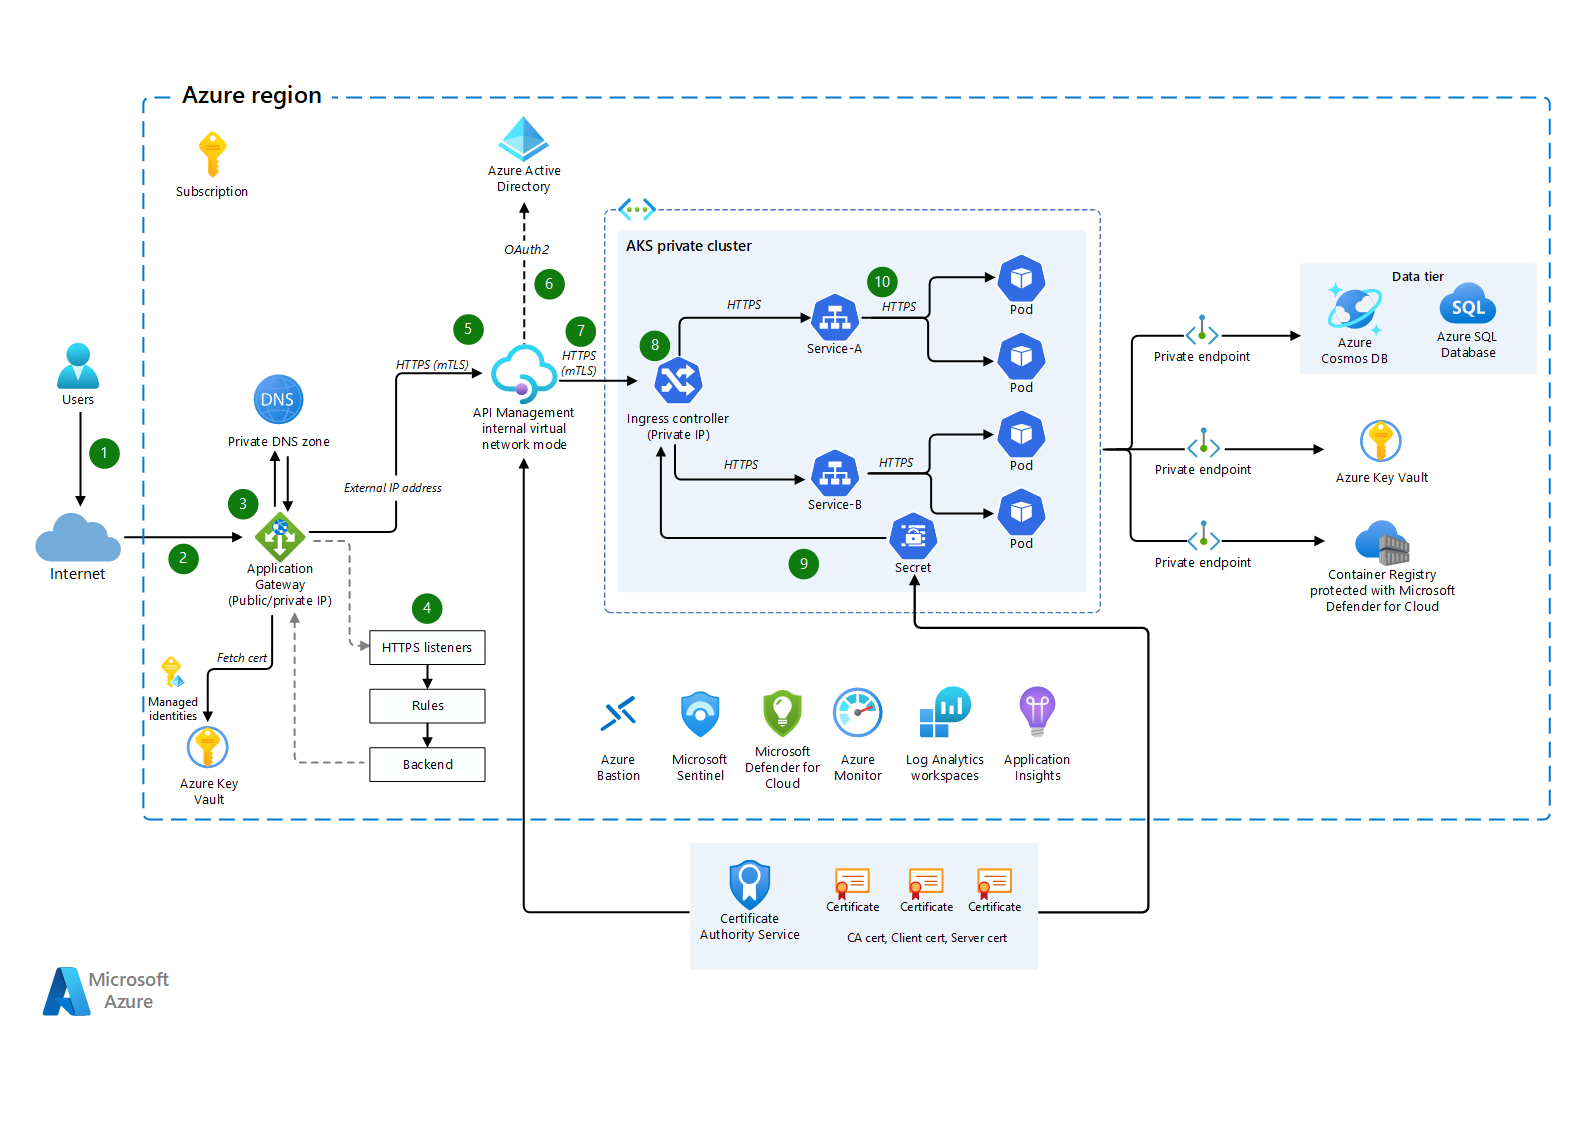 Azure region
Subscription
Azure Active
Directory
OAuth2
6
5
7
HTTPS (mTLS)
HTTPS
(mTLS)
API Management
internal virtual
network mode
Users
1
Internet
2
DNS
Private DNS zone
3
External IP address
Application
Gateway
(Public/private IP)
Fetch cert
Managed
identities
Azure Key
Vault
4
HTTPS listeners
Rules
Backend
AKS private cluster
8
Ingress controller
(Private IP)
HTTPS
Service-A
10
HTTPS
Pod
Pod
HTTPS
Service-B
HTTPS
Pod
Pod
9
Secret
Private endpoint
Data tier
Azure
Cosmos DB
SQL
Azure SQL
Database
Private endpoint
Azure Key Vault
Private endpoint
Container Registry
protected with Microsoft
Defender for Cloud
Azure
Bastion
Microsoft
Sentinel
Microsoft
Defender for
Cloud
Azure
Monitor
Log Analytics
workspaces
Application
Insights
Certificate
Authority Service
Certificate
Certificate
Certificate
CA cert, Client cert, Server cert
Microsoft
Azure